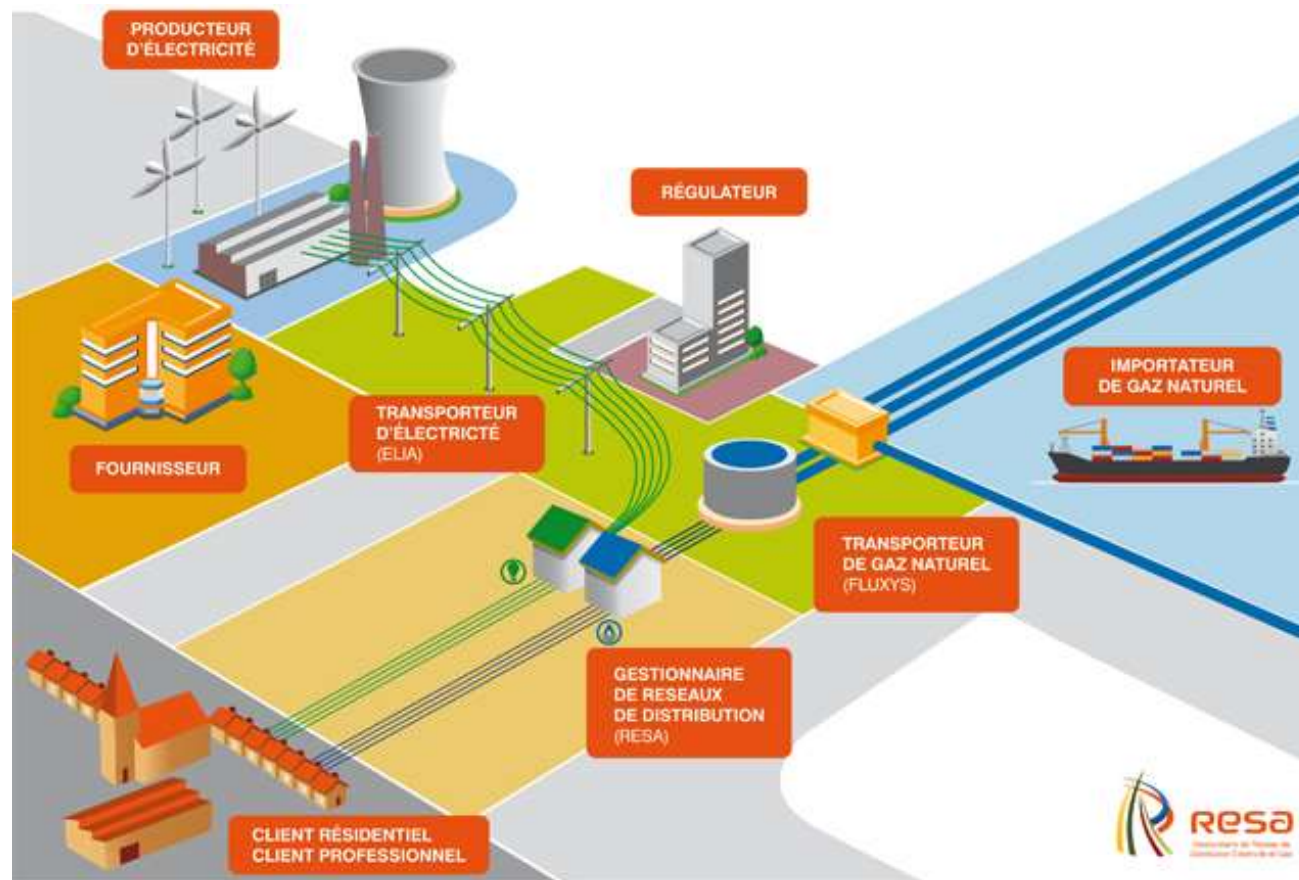 PRODUCTEUR
D'ÉLECTRICITÉ
RÉGULATEUR
IMPORTATEUR
DE GAZ NATUREL
TRANSPORTEUR
D'ÉLECTRICTÉ
(ELIA)
FOURNISSEUR
TRANSPORTEUR
DE GAZ NATUREL
(FLUXYS)
GESTIONNAIRE
DE RESEAUX
DE DISTRIBUTION
(RESA)
CLIENT RÉSIDENTIEL
CLIENT PROFESSIONNEL
Resa